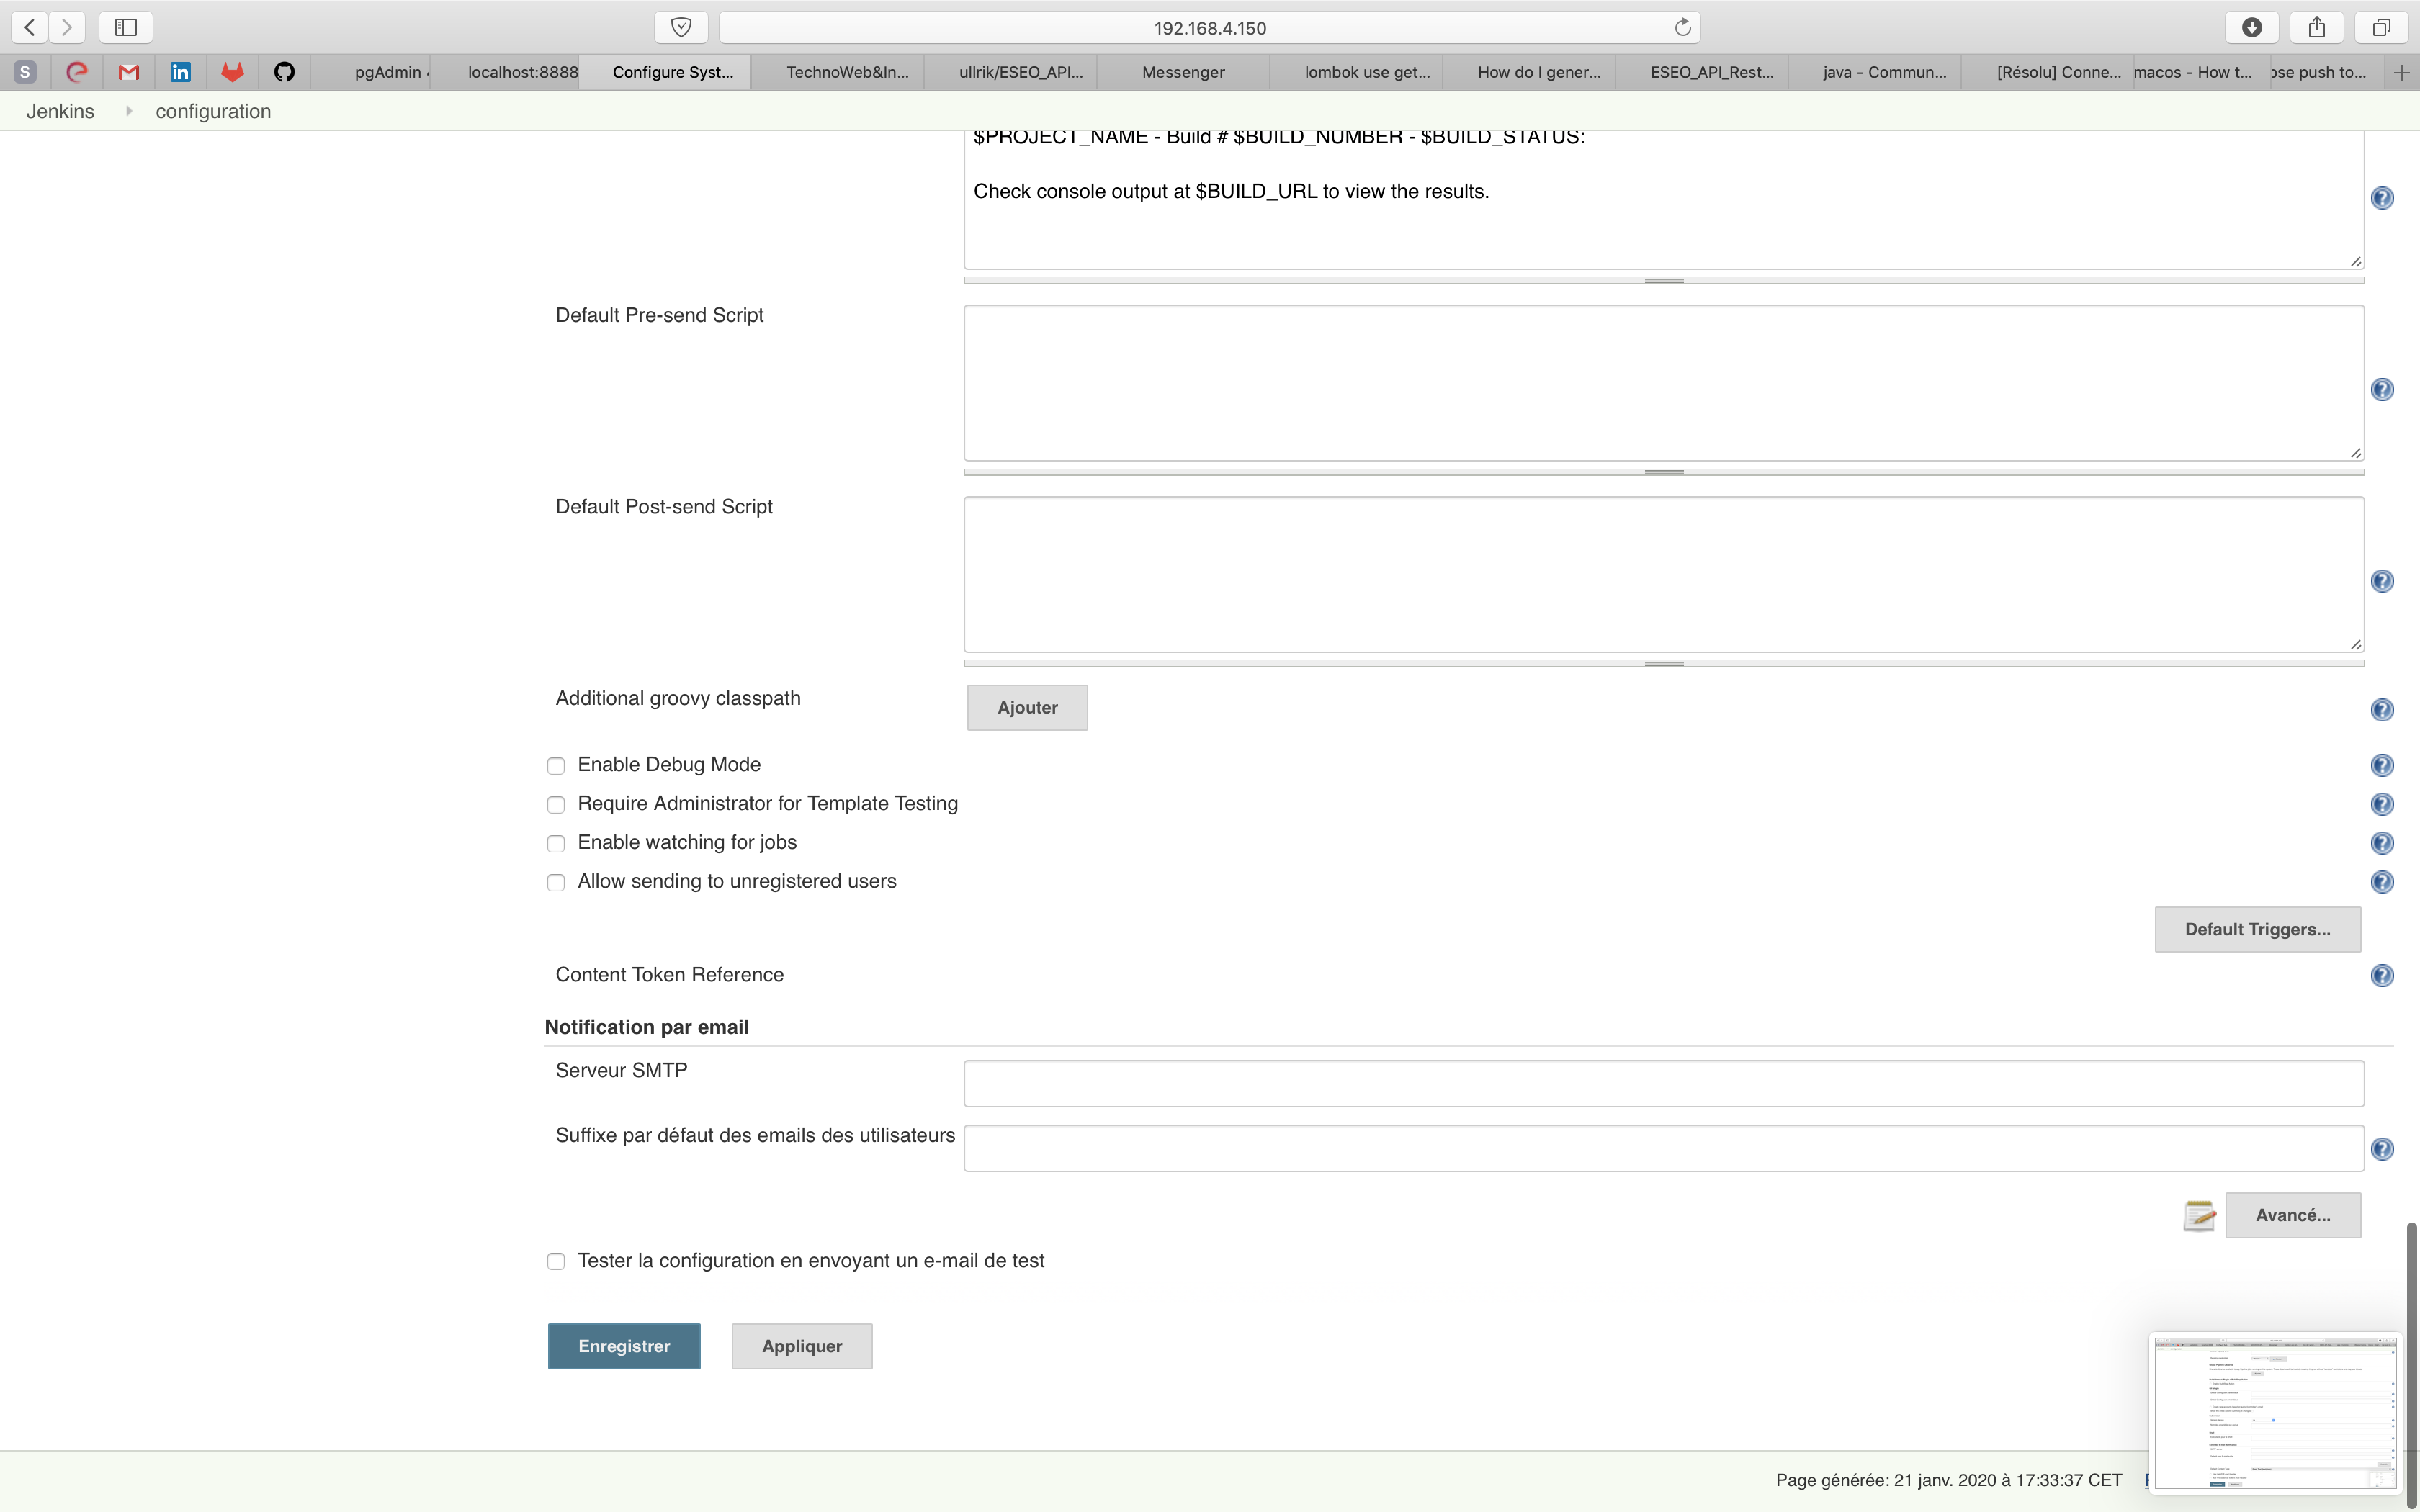 192.168.4.150
S
pgAdmin
localhost:8888
Configure Syst...
TechnoWeb&In...
ullrik/ESEO_API...
Messenger
lombok use get...
How do I gener...
ESEO_API_Rest...
java - Commun...
[Résolu] Conne...
macos - How t...
ose push to...
Jenkins
configuration
$PROJECT_NAME - Build # $BUILD_NUMBER - $BUILD_STATUS:
Check console output at $BUILD_URL to view the results.
Default Pre-send Script
Default Post-send Script
Additional groovy classpath
Ajouter
Enable Debug Mode
Require Administrator for Template Testing
Enable watching for jobs
Allow sending to unregistered users
Default Triggers...
Content Token Reference
Notification par email
Serveur SMTP
Suffixe par défaut des emails des utilisateurs
Avancé...
Tester la configuration en envoyant un e-mail de test
Enregistrer
Appliquer
Page générée: 21 janv. 2020 à 17:33:37 CET